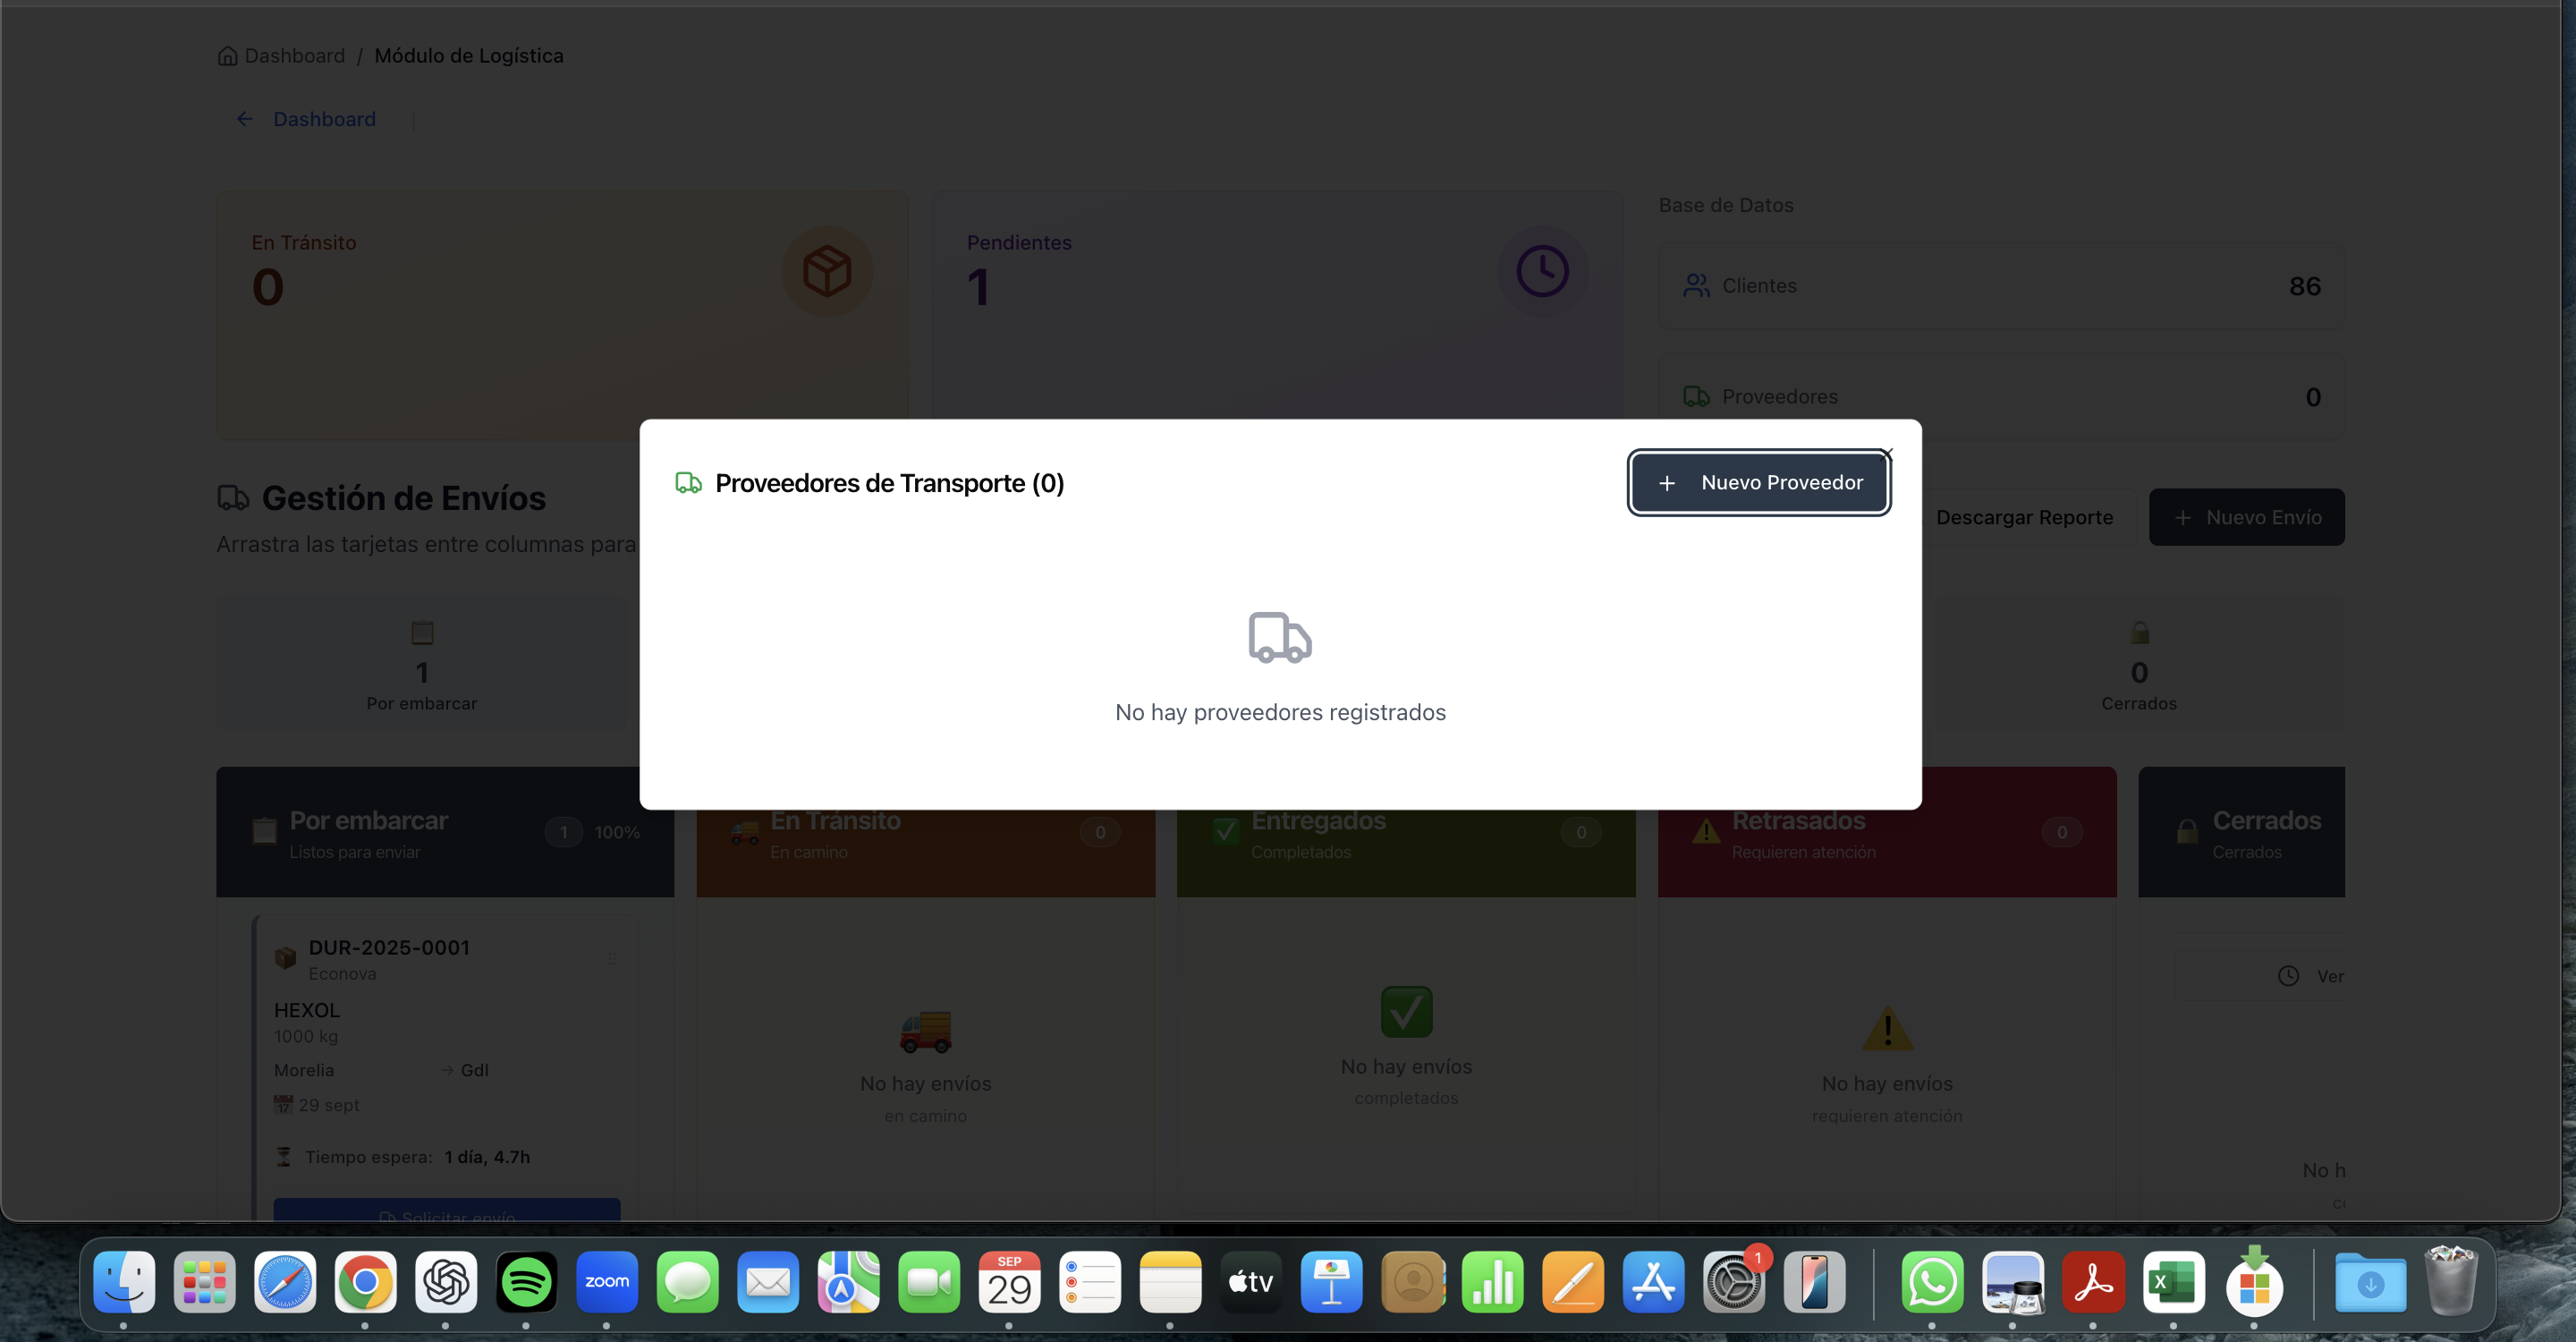 Dashboard / Módulo de Logística
Dashboard
En Tránsito
0
Pendientes
1
Base de Datos
Clientes
86
Proveedores
0
Proveedores de Transporte (0)
Nuevo Proveedor
No hay proveedores registrados
Gestión de Envíos
Arrastra las tarjetas entre columnas para
Descargar Reporte
Nuevo Envío
1
Por embarcar
0
Cerrados
Por embarcar
Listos para enviar
1
100%
En Tránsito
En camino
0
Entregados
Completados
0
Retrasados
Requieren atención
0
Cerrados
Cerrados
DUR-2025-0001
Econova
HEXOL
1000 kg
Morelia → Gdl
17
29 sept
Tiempo espera: 1 día, 4.7h
Solicitar envío
No hay envíos
en camino
No hay envíos
completados
No hay envíos
requieren atención
Ver
No h
zoom
SEP
29
tv
1
X